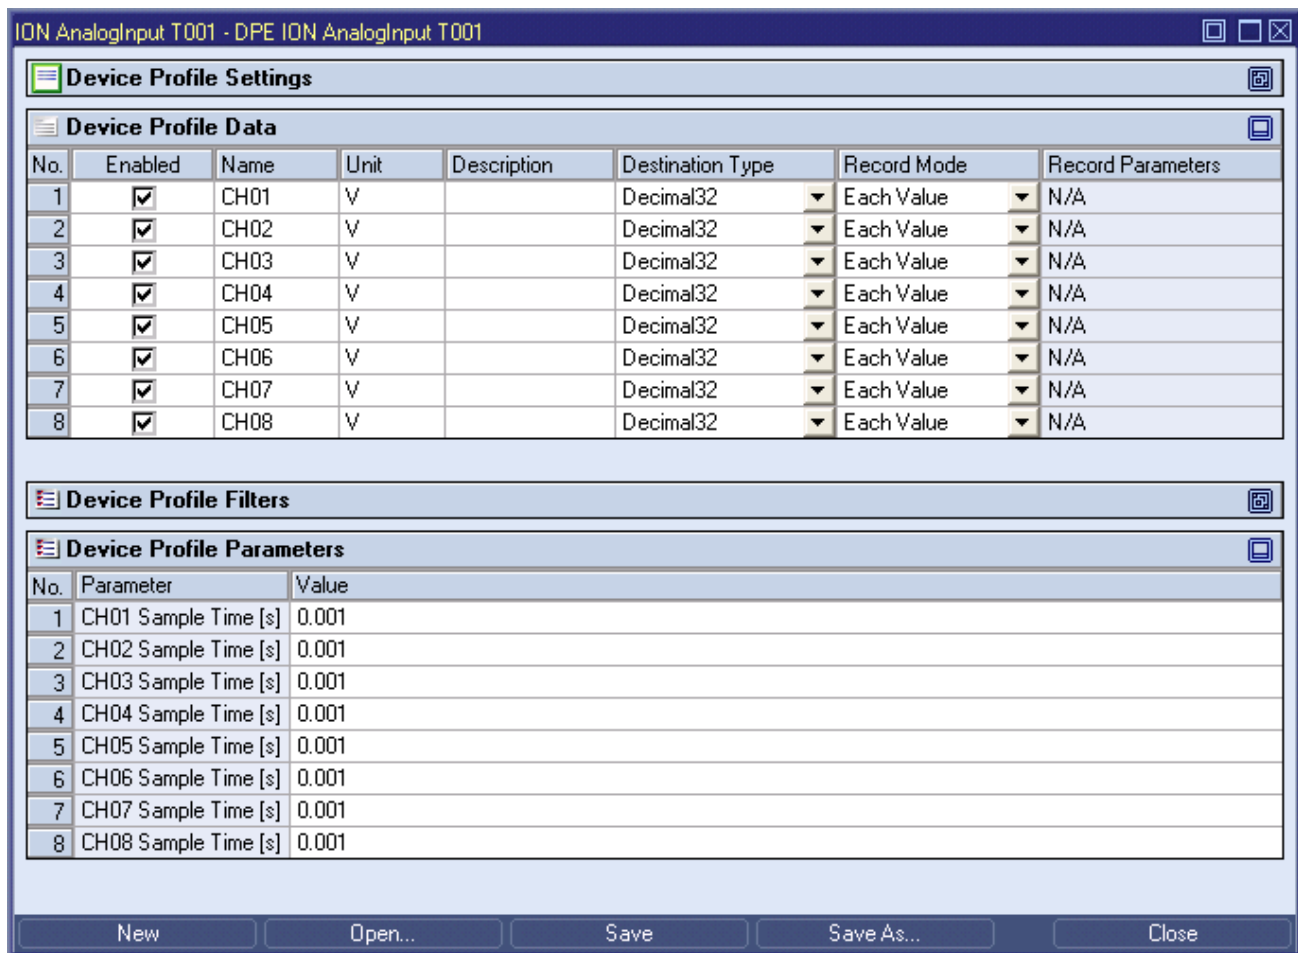 ION AnalogInput T001 - DPE ION AnalogInput T001
Device Profile Settings
Device Profile Data
No. Enabled Name Unit Description Destination Type Record Mode Record Parameters
1 CH01 V Decimal32 Each Value N/A
2 CH02 V Decimal32 Each Value N/A
3 CH03 V Decimal32 Each Value N/A
4 CH04 V Decimal32 Each Value N/A
5 CH05 V Decimal32 Each Value N/A
6 CH06 V Decimal32 Each Value N/A
7 CH07 V Decimal32 Each Value N/A
8 CH08 V Decimal32 Each Value N/A
Device Profile Filters
Device Profile Parameters
No. Parameter Value
1 CH01 Sample Time [s] 0.001
2 CH02 Sample Time [s] 0.001
3 CH03 Sample Time [s] 0.001
4 CH04 Sample Time [s] 0.001
5 CH05 Sample Time [s] 0.001
6 CH06 Sample Time [s] 0.001
7 CH07 Sample Time [s] 0.001
8 CH08 Sample Time [s] 0.001
New Open... Save Save As... Close